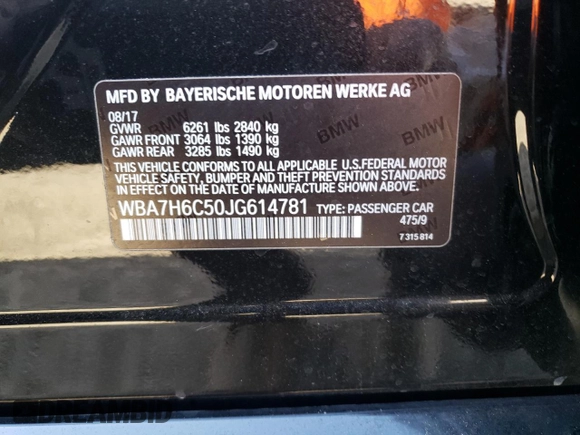 MFD BY BAYERISCHE MOTOREN WERKE AG
08/17
GVWR 6261 lbs 2840 kg
GAWR FRONT 3064 lbs 1390 kg
GAWR REAR 3285 lbs 1490 kg
THIS VEHICLE CONFORMS TO ALL APPLICABLE U.S.FEDERAL MOTOR
VEHICLE SAFETY, BUMPER AND THEFT PREVENTION STANDARDS IN
EFFECT ON THE DATE OF MANUFACTURE SHOWN ABOVE.
WBA7H6C50JG614781 TYPE: PASSENGER CAR
475/9
7 315 814
BMW
BMW
BMW
DREAMBID